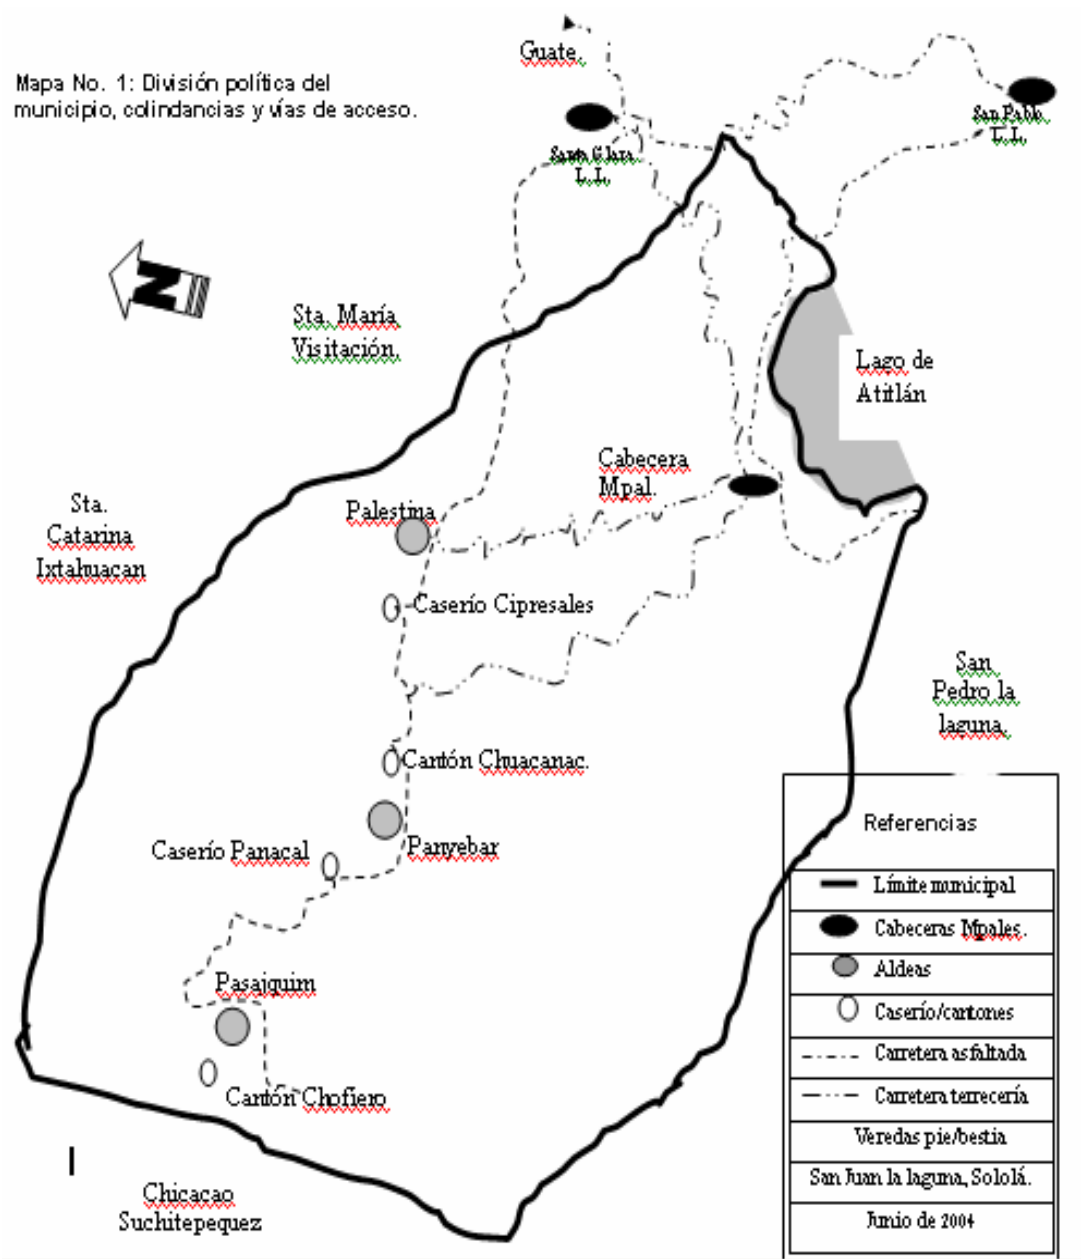 Mapa No. 1: División política del
municipio, colindancias y vías de acceso.
Guate.
Santa Clara
L.L.
San Pablo
L.L.
N
Sta. María
Visitación.
Lago de
Atitlán
Cabecera
Mpal.
Sta.
Catarina
Ixtahuacan
Palestina
Caserío Cipresales
San
Pedro la
laguna.
Cantón Chuacanac.
Panyebar
Caserío Panacal
Pasajquim
Cantón Chofiero
Chicacao
Suchitepequez
Referencias
Límite municipal
Cabeceras Mpales.
Aldeas
Caserío/cantones
Carretera asfaltada
Carretera terrecería
Veredas pie/bestia
San Juan la laguna, Sololá.
Junio de 2004